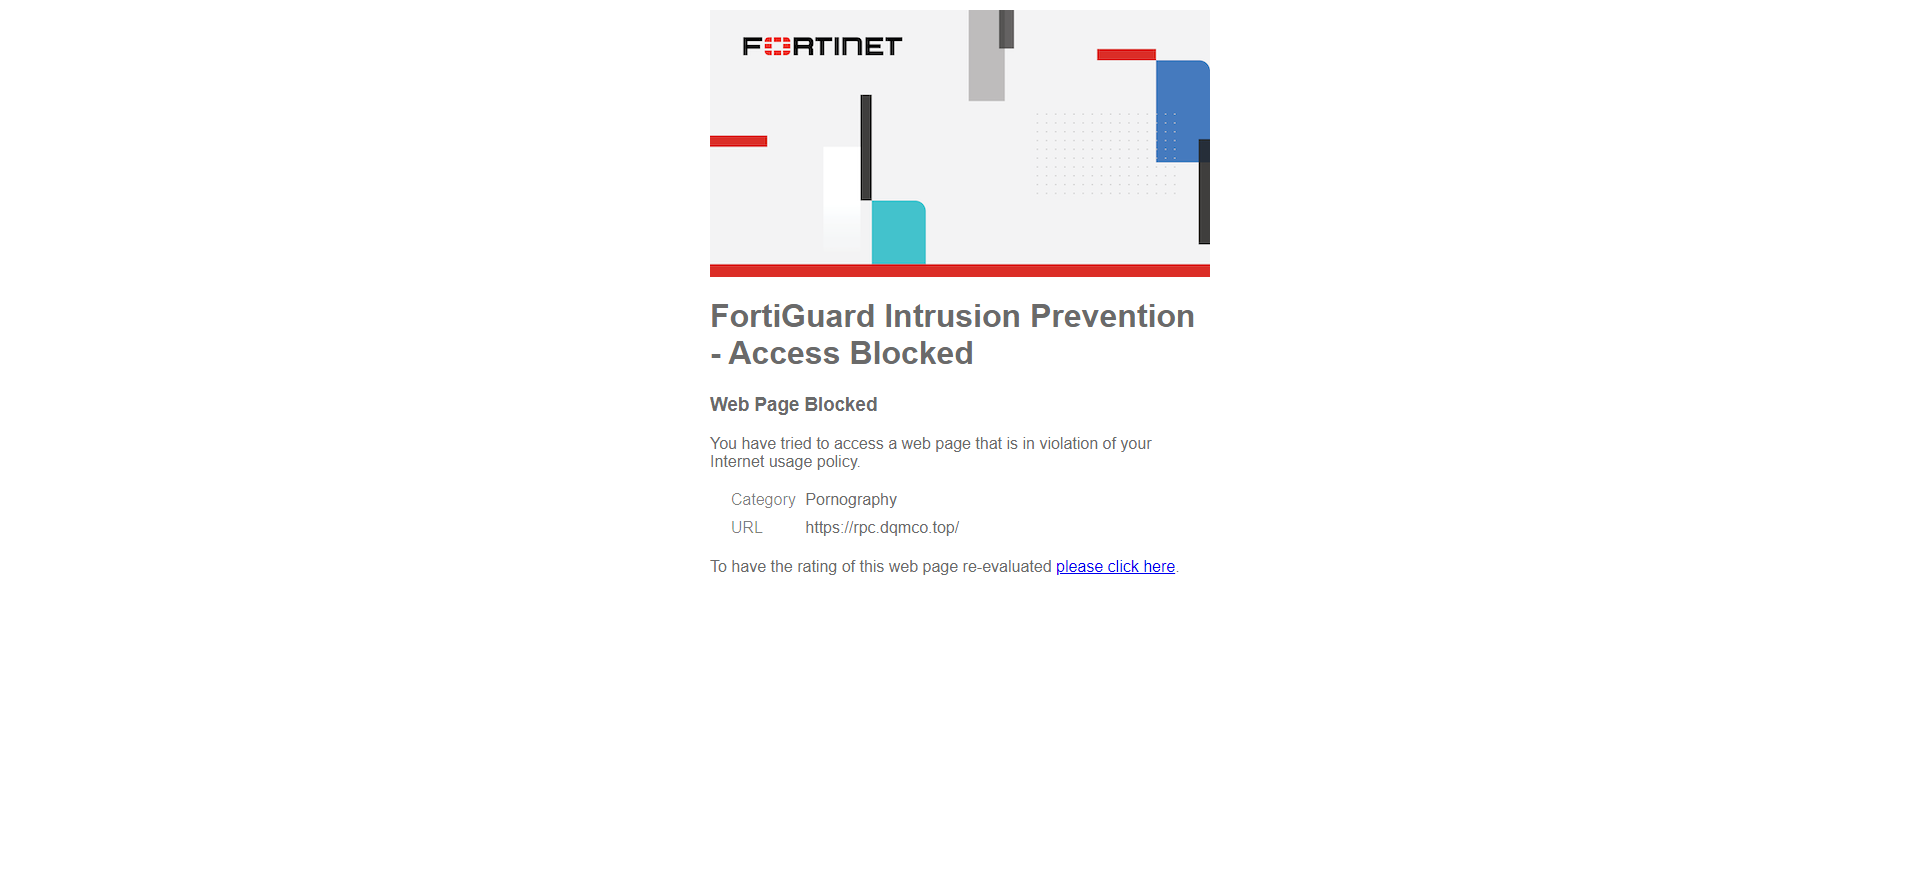 FORTINET
FortiGuard Intrusion Prevention
- Access Blocked
Web Page Blocked
You have tried to access a web page that is in violation of your
Internet usage policy.
Category Pornography
URL https://rpc.dqmco.top/
To have the rating of this web page re-evaluated please click here.